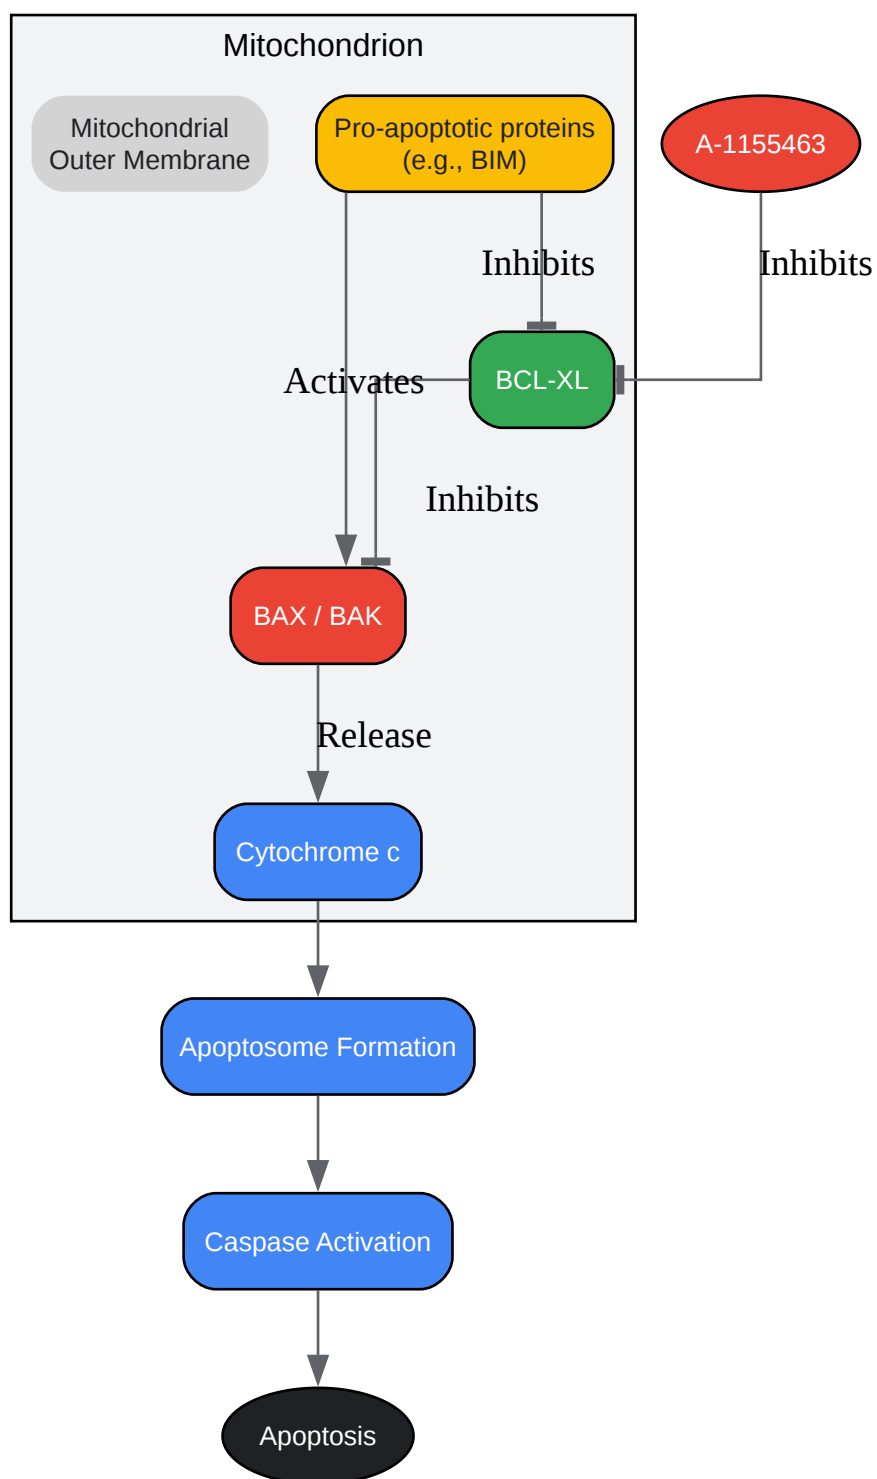 Mitochondrion
Mitochondrial
Outer Membrane
Pro-apoptotic proteins
(e.g., BIM)
A-1155463
Inhibits
Inhibits
Activates
BCL-XL
Inhibits
BAX / BAK
Release
Cytochrome c
Apoptosome Formation
Caspase Activation
Apoptosis